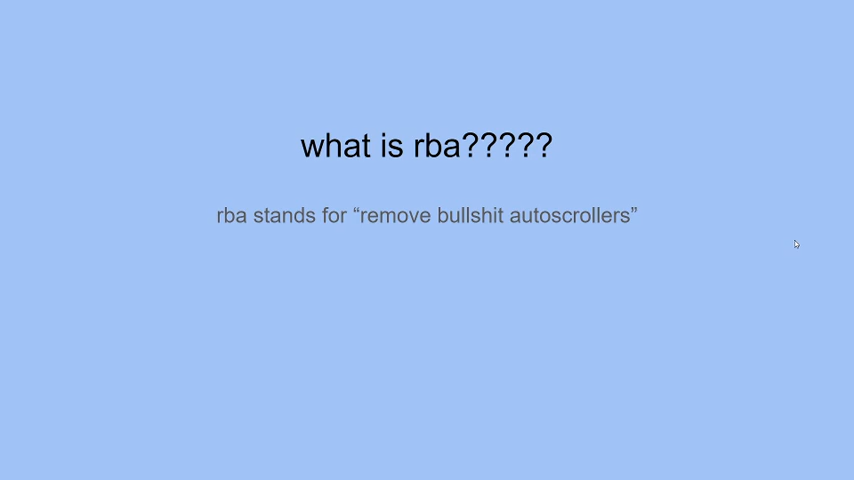 what is rba?????
rba stands for “remove bullshit autoscrollers”